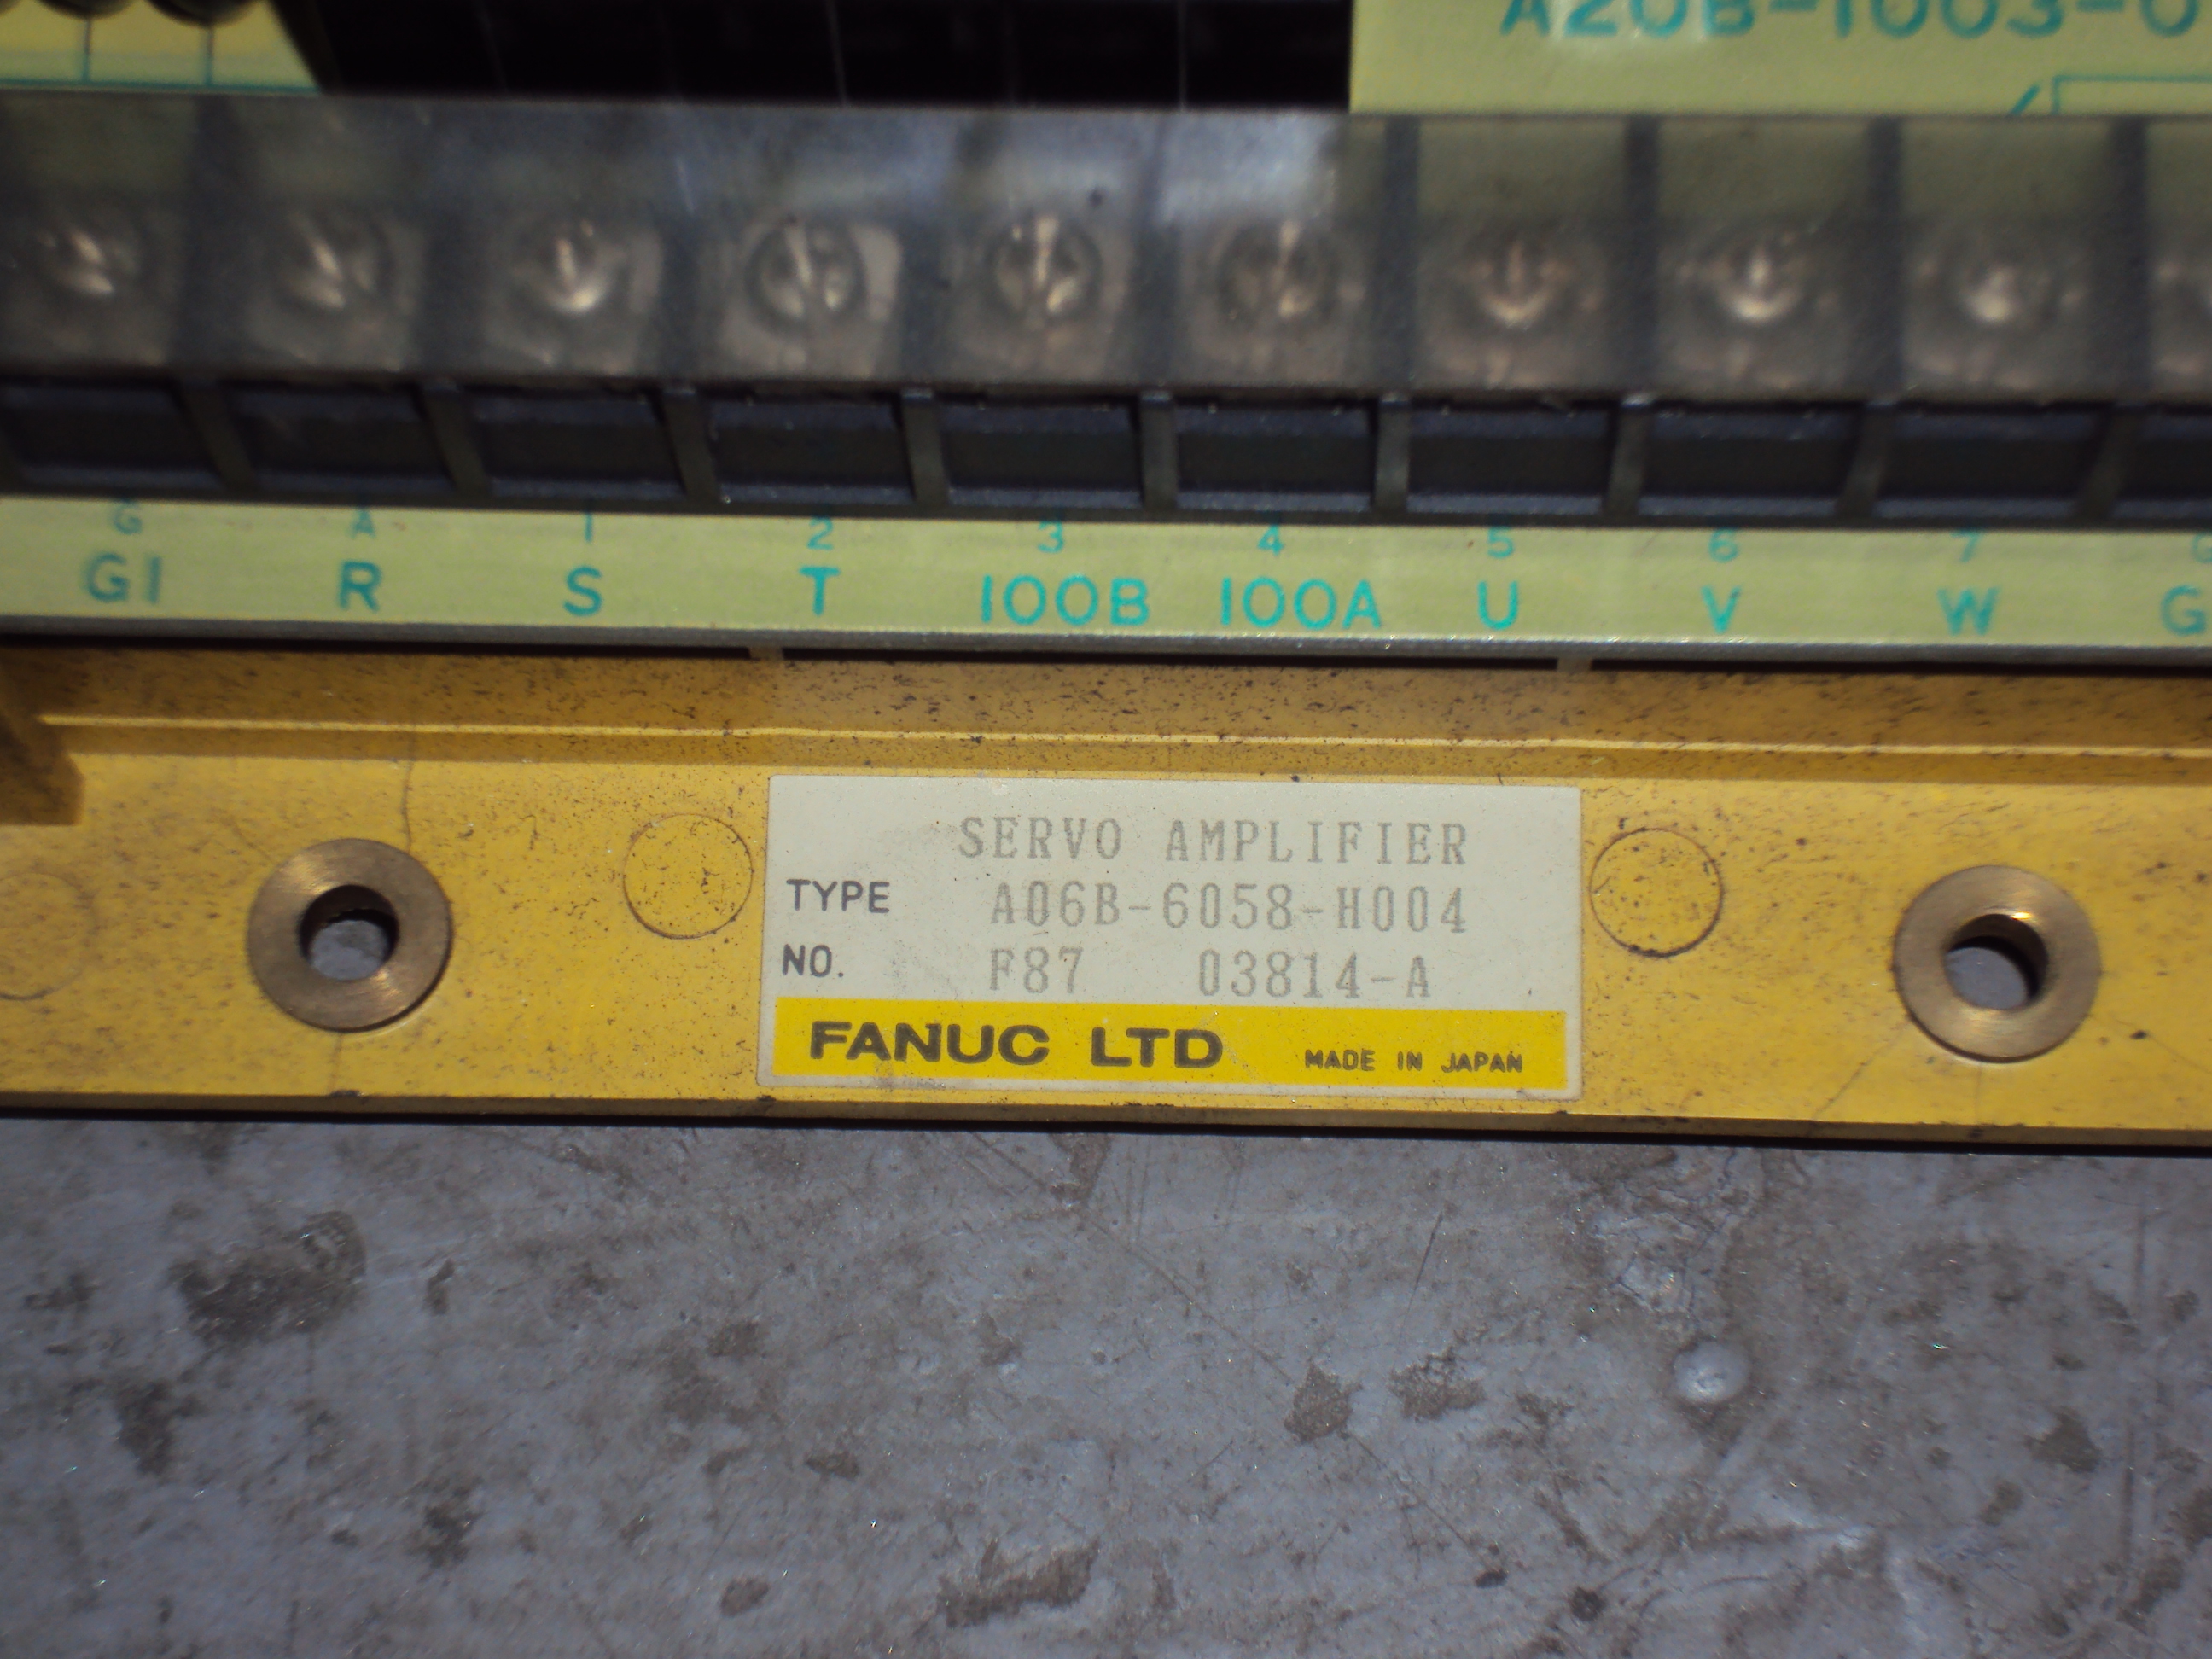 A20B-1003-0
G A 1 2 3 4 5 6 7
G1 R S T 100B 100A U V W G
SERVO AMPLIFIER
TYPE A06B-6058-H004
NO. F87 03814-A
FANUC LTD MADE IN JAPAN